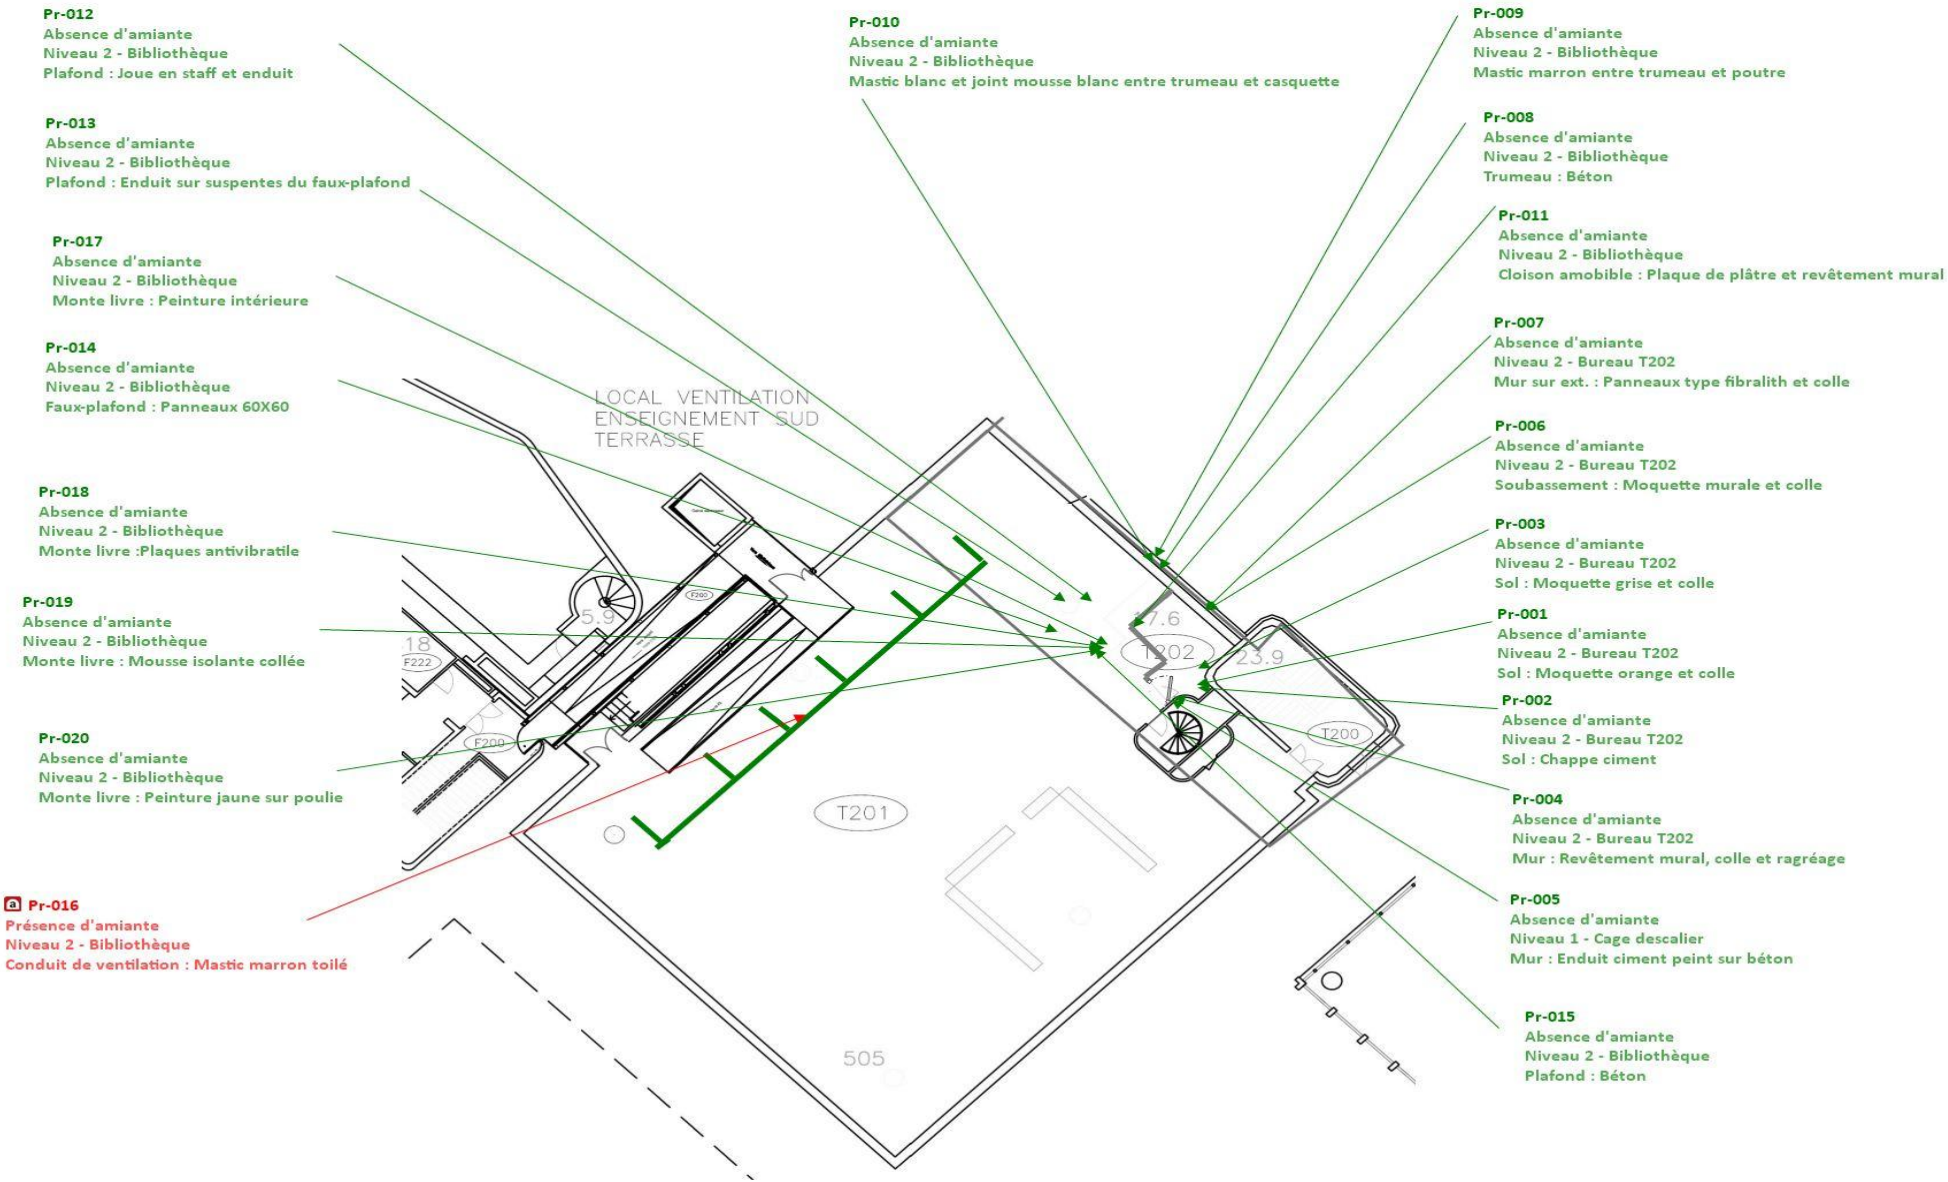 Pr-012
Absence d'amiante
Niveau 2 - Bibliothèque
Plafond : Joue en staff et enduit
Pr-013
Absence d'amiante
Niveau 2 - Bibliothèque
Plafond : Enduit sur suspentes du faux-plafond
Pr-017
Absence d'amiante
Niveau 2 - Bibliothèque
Monte livre : Peinture intérieure
Pr-014
Absence d'amiante
Niveau 2 - Bibliothèque
Faux-plafond : Panneaux 60X60
Pr-018
Absence d'amiante
Niveau 2 - Bibliothèque
Monte livre :Plaques antivibratile
Pr-019
Absence d'amiante
Niveau 2 - Bibliothèque
Monte livre : Mousse isolante collée
Pr-020
Absence d'amiante
Niveau 2 - Bibliothèque
Monte livre : Peinture jaune sur poulie
a Pr-016
Présence d'amiante
Niveau 2 - Bibliothèque
Conduit de ventilation : Mastic marron toilé
Pr-010
Absence d'amiante
Niveau 2 - Bibliothèque
Mastic blanc et joint mousse blanc entre trumeau et casquette
LOCAL VENTILATION
ENSEIGNEMENT SUD
TERRASSE
5.9
18
F222
F200
F200
T201
505
17.6
T202
23.9
T200
Pr-009
Absence d'amiante
Niveau 2 - Bibliothèque
Mastic marron entre trumeau et poutre
Pr-008
Absence d'amiante
Niveau 2 - Bibliothèque
Trumeau : Béton
Pr-011
Absence d'amiante
Niveau 2 - Bibliothèque
Cloison amobible : Plaque de plâtre et revêtement mural
Pr-007
Absence d'amiante
Niveau 2 - Bureau T202
Mur sur ext. : Panneaux type fibralith et colle
Pr-006
Absence d'amiante
Niveau 2 - Bureau T202
Soubassement : Moquette murale et colle
Pr-003
Absence d'amiante
Niveau 2 - Bureau T202
Sol : Moquette grise et colle
Pr-001
Absence d'amiante
Niveau 2 - Bureau T202
Sol : Moquette orange et colle
Pr-002
Absence d'amiante
Niveau 2 - Bureau T202
Sol : Chappe ciment
Pr-004
Absence d'amiante
Niveau 2 - Bureau T202
Mur : Revêtement mural, colle et ragréage
Pr-005
Absence d'amiante
Niveau 1 - Cage descalier
Mur : Enduit ciment peint sur béton
Pr-015
Absence d'amiante
Niveau 2 - Bibliothèque
Plafond : Béton